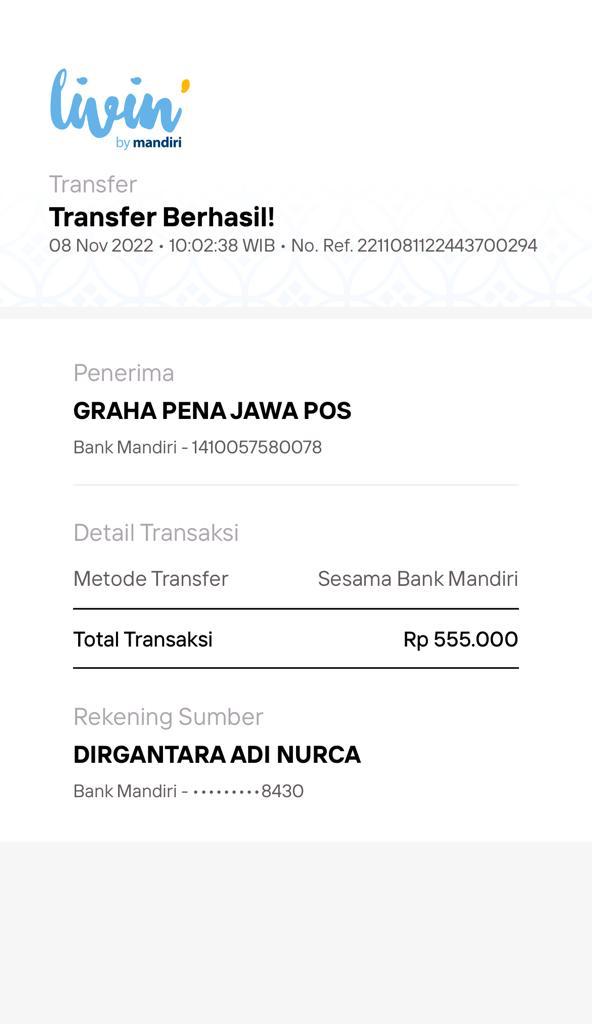 livin'
by mandiri
Transfer
Transfer Berhasil!
08 Nov 2022 • 10:02:38 WIB • No. Ref. 2211081122443700294
Penerima
GRAHA PENA JAWA POS
Bank Mandiri - 1410057580078
Detail Transaksi
Metode Transfer Sesama Bank Mandiri
Total Transaksi Rp 555.000
Rekening Sumber
DIRGANTARA ADI NURCA
Bank Mandiri - •••••••••8430